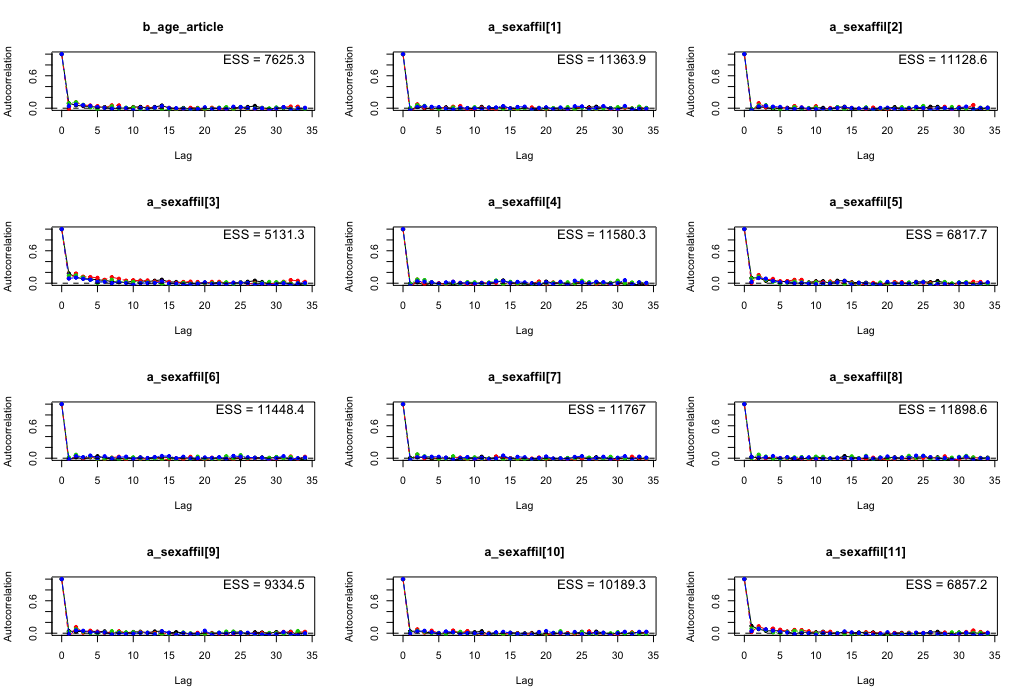 b_age_article a_sexaffil[1] a_sexaffil[2]
Autocorrelation 0.0 0.6 ESS = 7625.3 Autocorrelation 0.0 0.6 ESS = 11363.9 Autocorrelation 0.0 0.6 ESS = 11128.6
0 5 10 15 20 25 30 35 0 5 10 15 20 25 30 35 0 5 10 15 20 25 30 35
Lag Lag Lag
a_sexaffil[3] a_sexaffil[4] a_sexaffil[5]
Autocorrelation 0.0 0.6 ESS = 5131.3 Autocorrelation 0.0 0.6 ESS = 11580.3 Autocorrelation 0.0 0.6 ESS = 6817.7
0 5 10 15 20 25 30 35 0 5 10 15 20 25 30 35 0 5 10 15 20 25 30 35
Lag Lag Lag
a_sexaffil[6] a_sexaffil[7] a_sexaffil[8]
Autocorrelation 0.0 0.6 ESS = 11448.4 Autocorrelation 0.0 0.6 ESS = 11767 Autocorrelation 0.0 0.6 ESS = 11898.6
0 5 10 15 20 25 30 35 0 5 10 15 20 25 30 35 0 5 10 15 20 25 30 35
Lag Lag Lag
a_sexaffil[9] a_sexaffil[10] a_sexaffil[11]
Autocorrelation 0.0 0.6 ESS = 9334.5 Autocorrelation 0.0 0.6 ESS = 10189.3 Autocorrelation 0.0 0.6 ESS = 6857.2
0 5 10 15 20 25 30 35 0 5 10 15 20 25 30 35 0 5 10 15 20 25 30 35
Lag Lag Lag